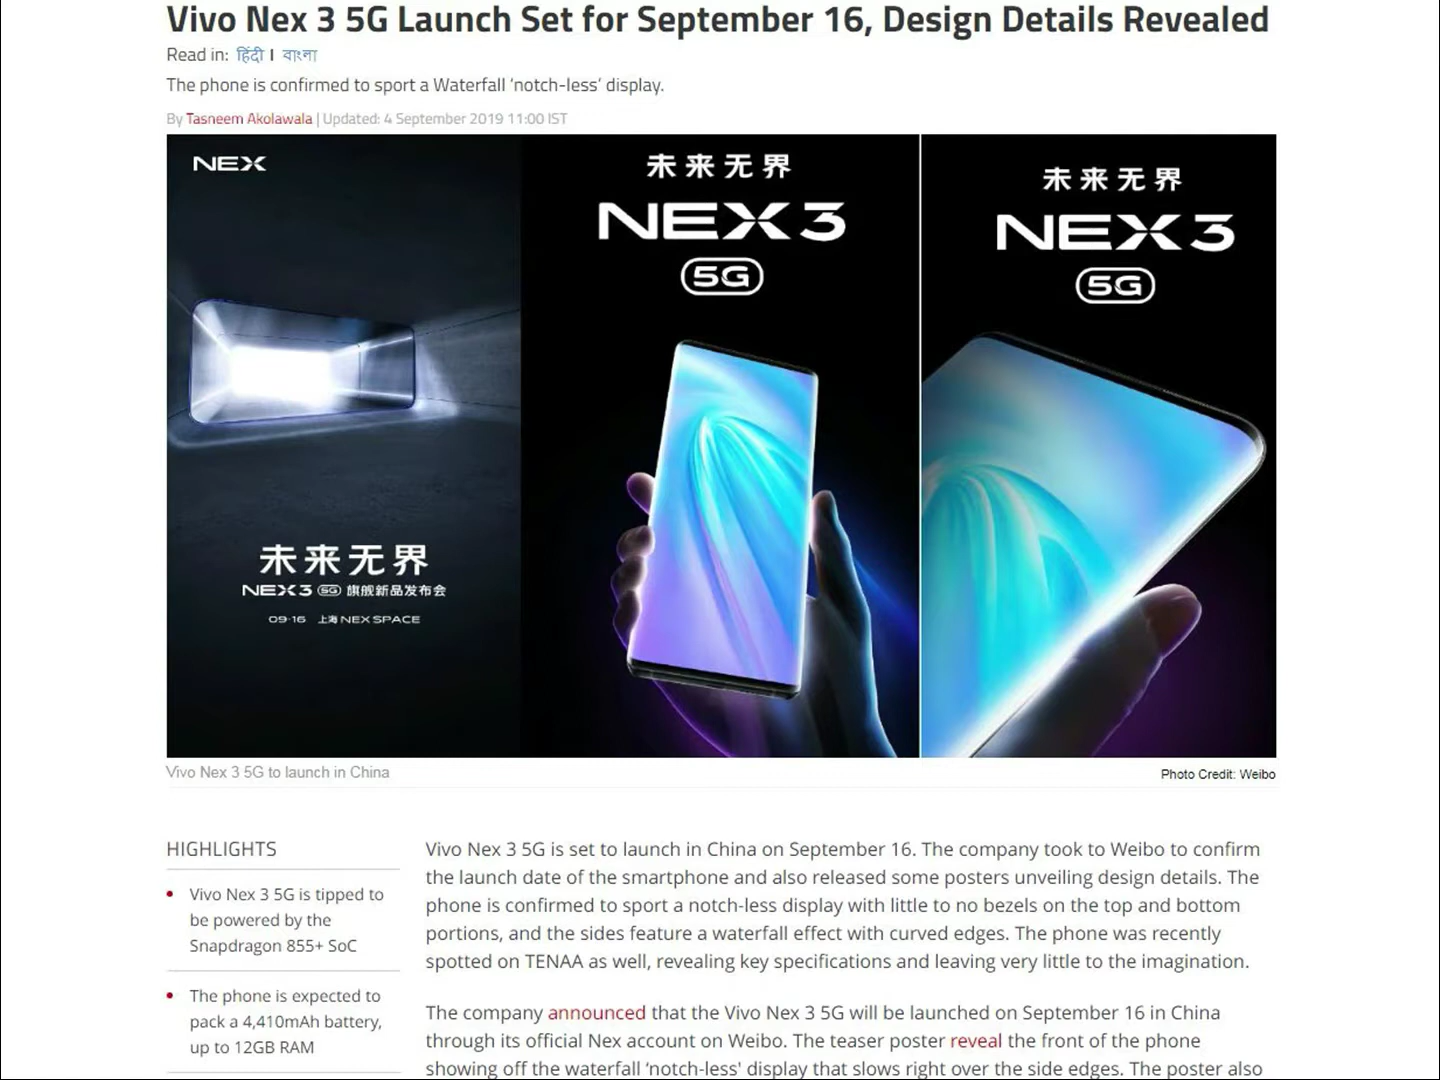 Vivo Nex 3 5G Launch Set for September 16, Design Details Revealed
Read in: हिंदी | বাংলা
The phone is confirmed to sport a Waterfall ‘notch-less’ display.
By Tasneem Akolawala | Updated: 4 September 2019 11:00 IST
NEX
未来无界
NEX3 5G 旗舰新品发布会
09-16 上海 NEX SPACE
未来无界
NEX 3
5G
未来无界
NEX 3
5G
Vivo Nex 3 5G to launch in China
Photo Credit: Weibo
HIGHLIGHTS
Vivo Nex 3 5G is tipped to
be powered by the
Snapdragon 855+ SoC
The phone is expected to
pack a 4,410mAh battery,
up to 12GB RAM
Vivo Nex 3 5G is set to launch in China on September 16. The company took to Weibo to confirm
the launch date of the smartphone and also released some posters unveiling design details. The
phone is confirmed to sport a notch-less display with little to no bezels on the top and bottom
portions, and the sides feature a waterfall effect with curved edges. The phone was recently
spotted on TENAA as well, revealing key specifications and leaving very little to the imagination.
The company announced that the Vivo Nex 3 5G will be launched on September 16 in China
through its official Nex account on Weibo. The teaser poster reveal the front of the phone
showing off the waterfall ‘notch-less' display that slows right over the side edges. The poster also